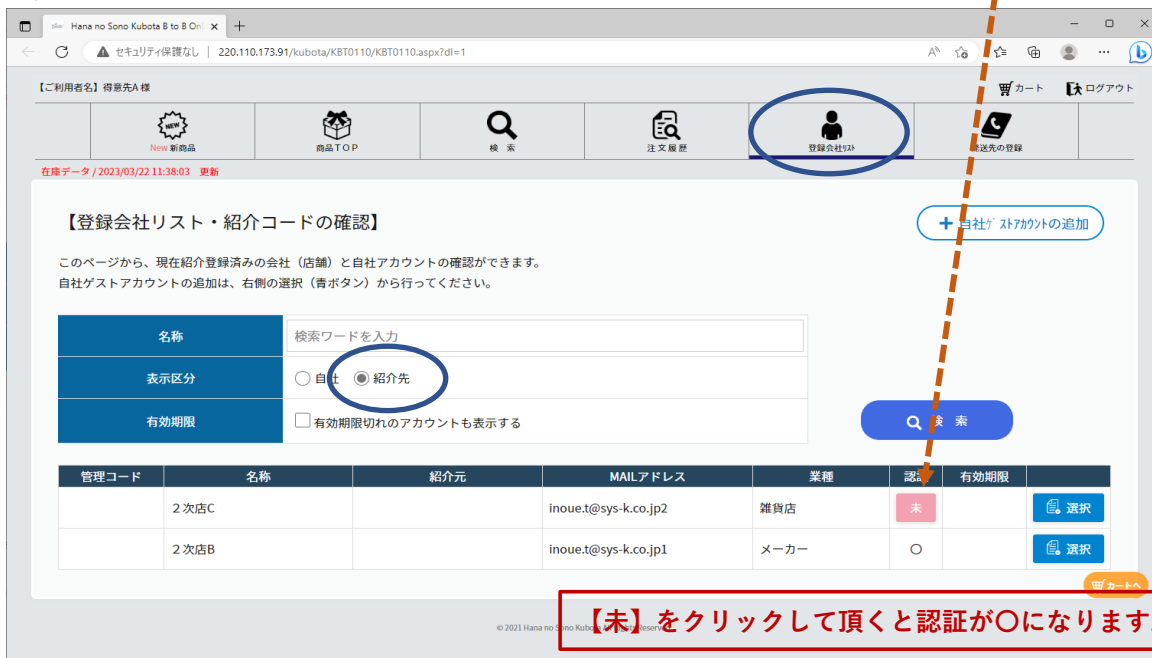 Hana no Sono Kubota B to B Onl
セキュリティ保護なし | 220.110.173.91/kubota/KBT0110/KBT0110.aspx?dl=1
【ご利用者名】得意先A 様
カート
ログアウト
NEW
New 新商品
商品TOP
検 索
注文履歴
登録会社リスト
発送先の登録
在庫データ / 2023/03/22 11:38:03 更新
【登録会社リスト・紹介コードの確認】
+ 自社ゲストアカウントの追加
このページから、現在紹介登録済みの会社（店舗）と自社アカウントの確認ができます。
自社ゲストアカウントの追加は、右側の選択（青ボタン）から行ってください。
名称
検索ワードを入力
表示区分
自社 紹介先
有効期限
有効期限切れのアカウントも表示する
検 索
管理コード 名称 紹介元 MAILアドレス 業種 認証 有効期限
２次店C inoue.t@sys-k.co.jp2 雑貨店 未 選択
２次店B inoue.t@sys-k.co.jp1 メーカー 〇 選択
カートへ
© 2021 Hana no Sono Kubota All Rights Reserved
【未】をクリックして頂くと認証が〇になります。